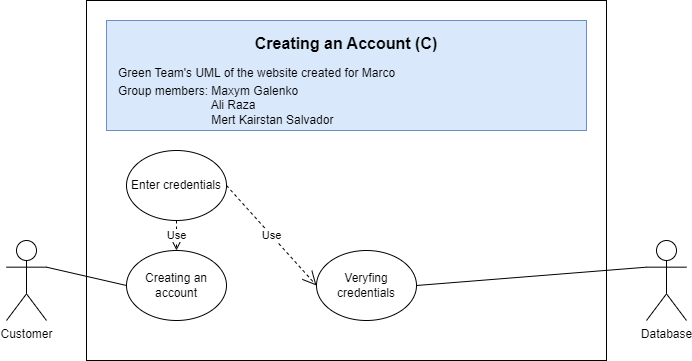 Creating an Account (C)
Green Team's UML of the website created for Marco
Group members: Maxym Galenko
Ali Raza
Mert Kairstan Salvador
Enter credentials
Use
Use
Creating an
account
Veryfing
credentials
Customer
Database